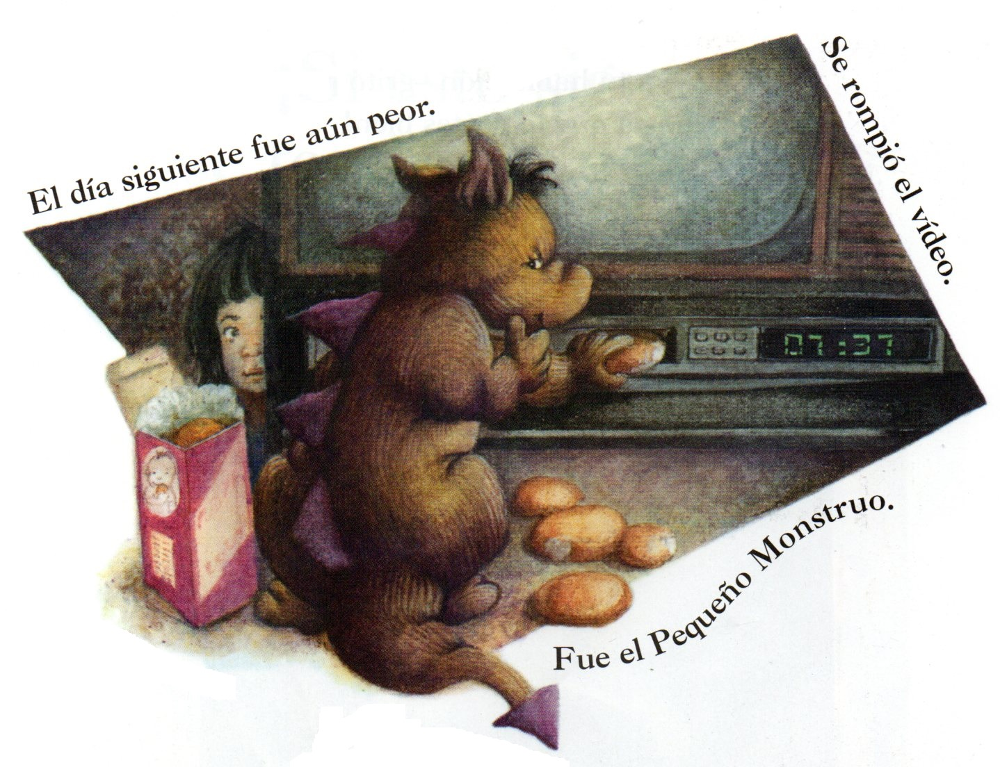 El día siguiente fue aún peor.
Se rompió el vídeo.
07:37
Fue el Pequeño Monstruo.